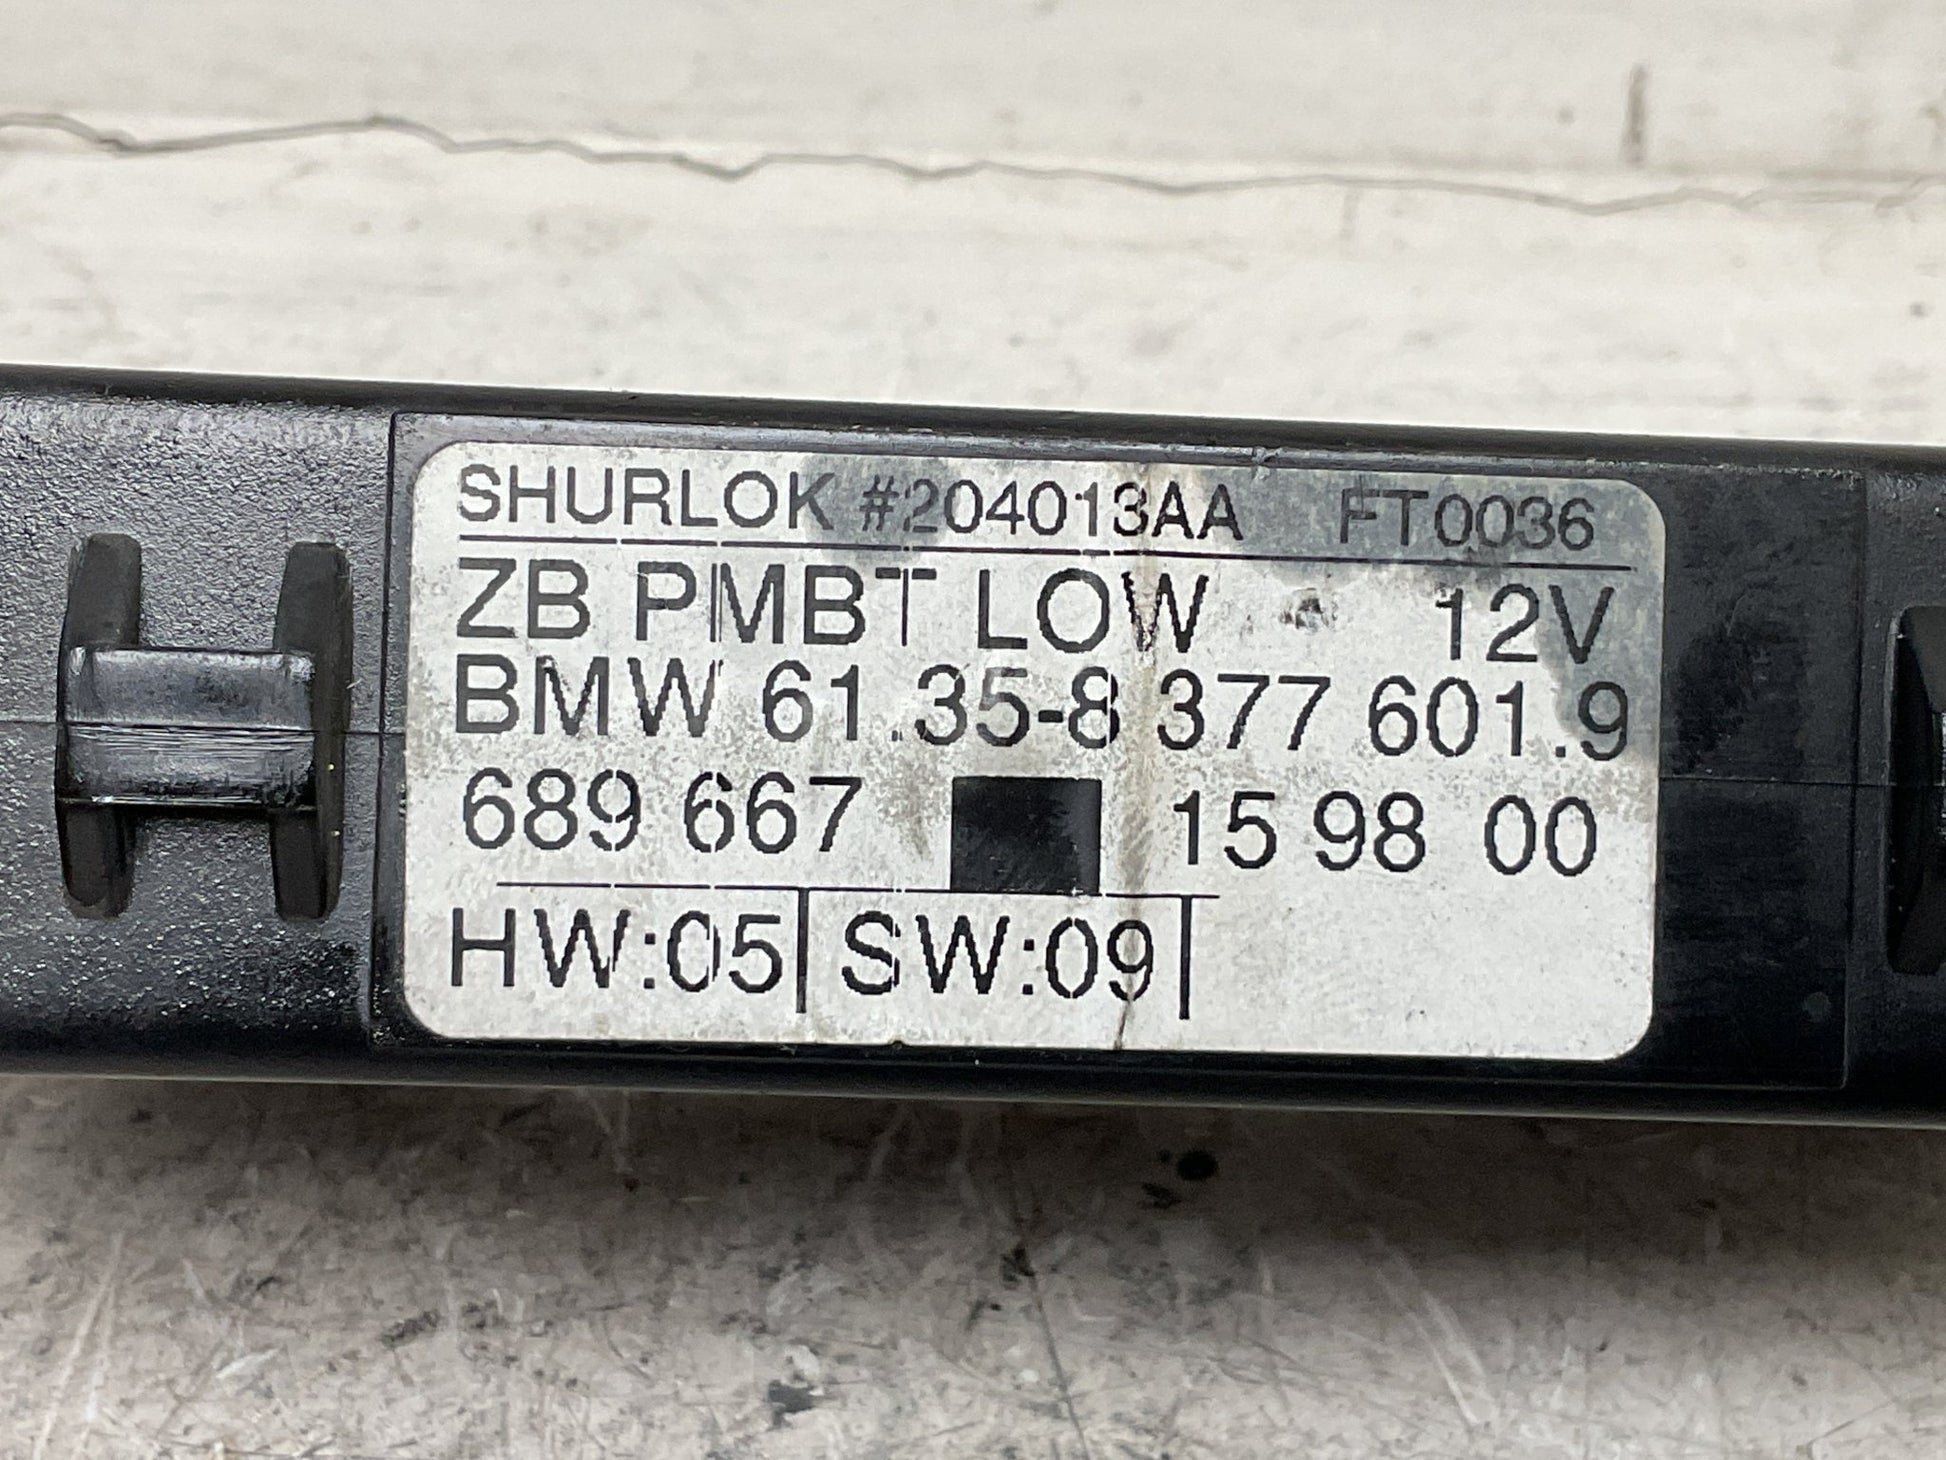 SHURLOK #204013AA FT0036
ZB PMBT LOW 12V
BMW 61.35-8 377 601.9
689 667 15 98 00
HW:05 SW:09